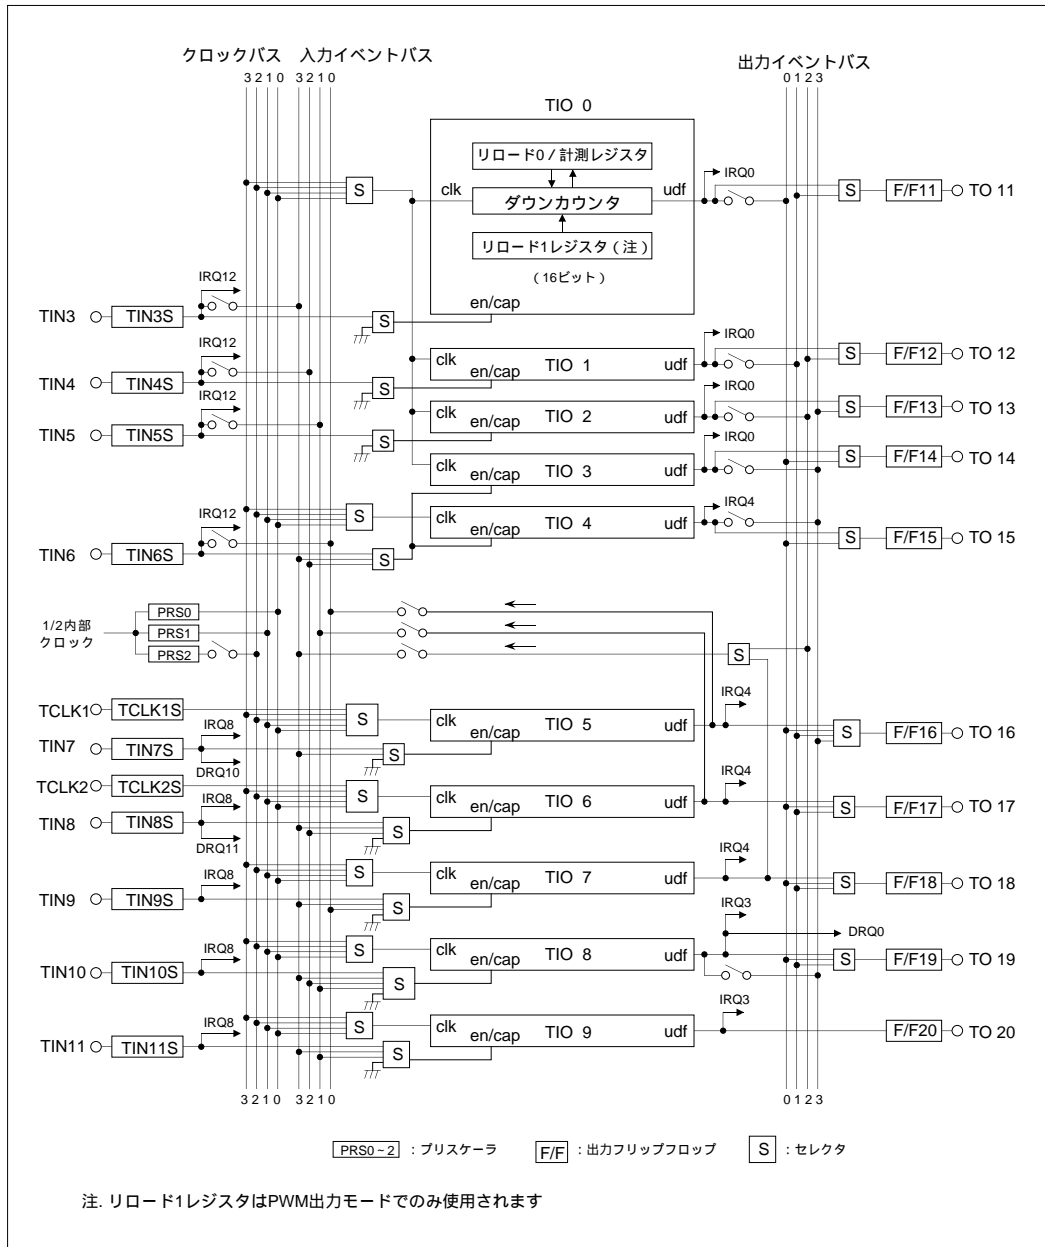 クロックバス 入力イベントバス 出力イベントバス
3 2 1 0 3 2 1 0 0 1 2 3
TIO 0
リロード0 / 計測レジスタ
IRQ0
S clk ダウンカウンタ udf S F/F11 TO 11
リロード1レジスタ ( 注 )
( 16ビット )
IRQ12
en/cap
TIN3 TIN3S S
IRQ0
IRQ12 clk TIO 1 udf S F/F12 TO 12
en/cap
TIN4 TIN4S S
IRQ0
IRQ12 clk TIO 2 udf S F/F13 TO 13
en/cap
TIN5 TIN5S S
IRQ0
clk TIO 3 udf S F/F14 TO 14
en/cap
IRQ12 S clk TIO 4 udf IRQ4
en/cap S F/F15 TO 15
TIN6 TIN6S S
PRS0
1/2内部
クロック
PRS1
PRS2 S
TCLK1 TCLK1S S clk TIO 5 udf IRQ4 S F/F16 TO 16
IRQ8 en/cap
TIN7 TIN7S S
DRQ10
TCLK2 TCLK2S S clk TIO 6 udf IRQ4 S F/F17 TO 17
IRQ8 en/cap
TIN8 TIN8S S
DRQ11
IRQ4
IRQ8 S clk TIO 7 udf S F/F18 TO 18
en/cap
TIN9 TIN9S S
IRQ3
DRQ0
IRQ8 S clk TIO 8 udf S F/F19 TO 19
en/cap
TIN10 TIN10S S
IRQ3
IRQ8 S clk TIO 9 udf F/F20 TO 20
en/cap
TIN11 TIN11S S
3 2 1 0 3 2 1 0 0 1 2 3
PRS0~2 : プリスケーラ F/F : 出力フリップフロップ S : セレクタ
注. リロード1レジスタはPWM出力モードでのみ使用されます